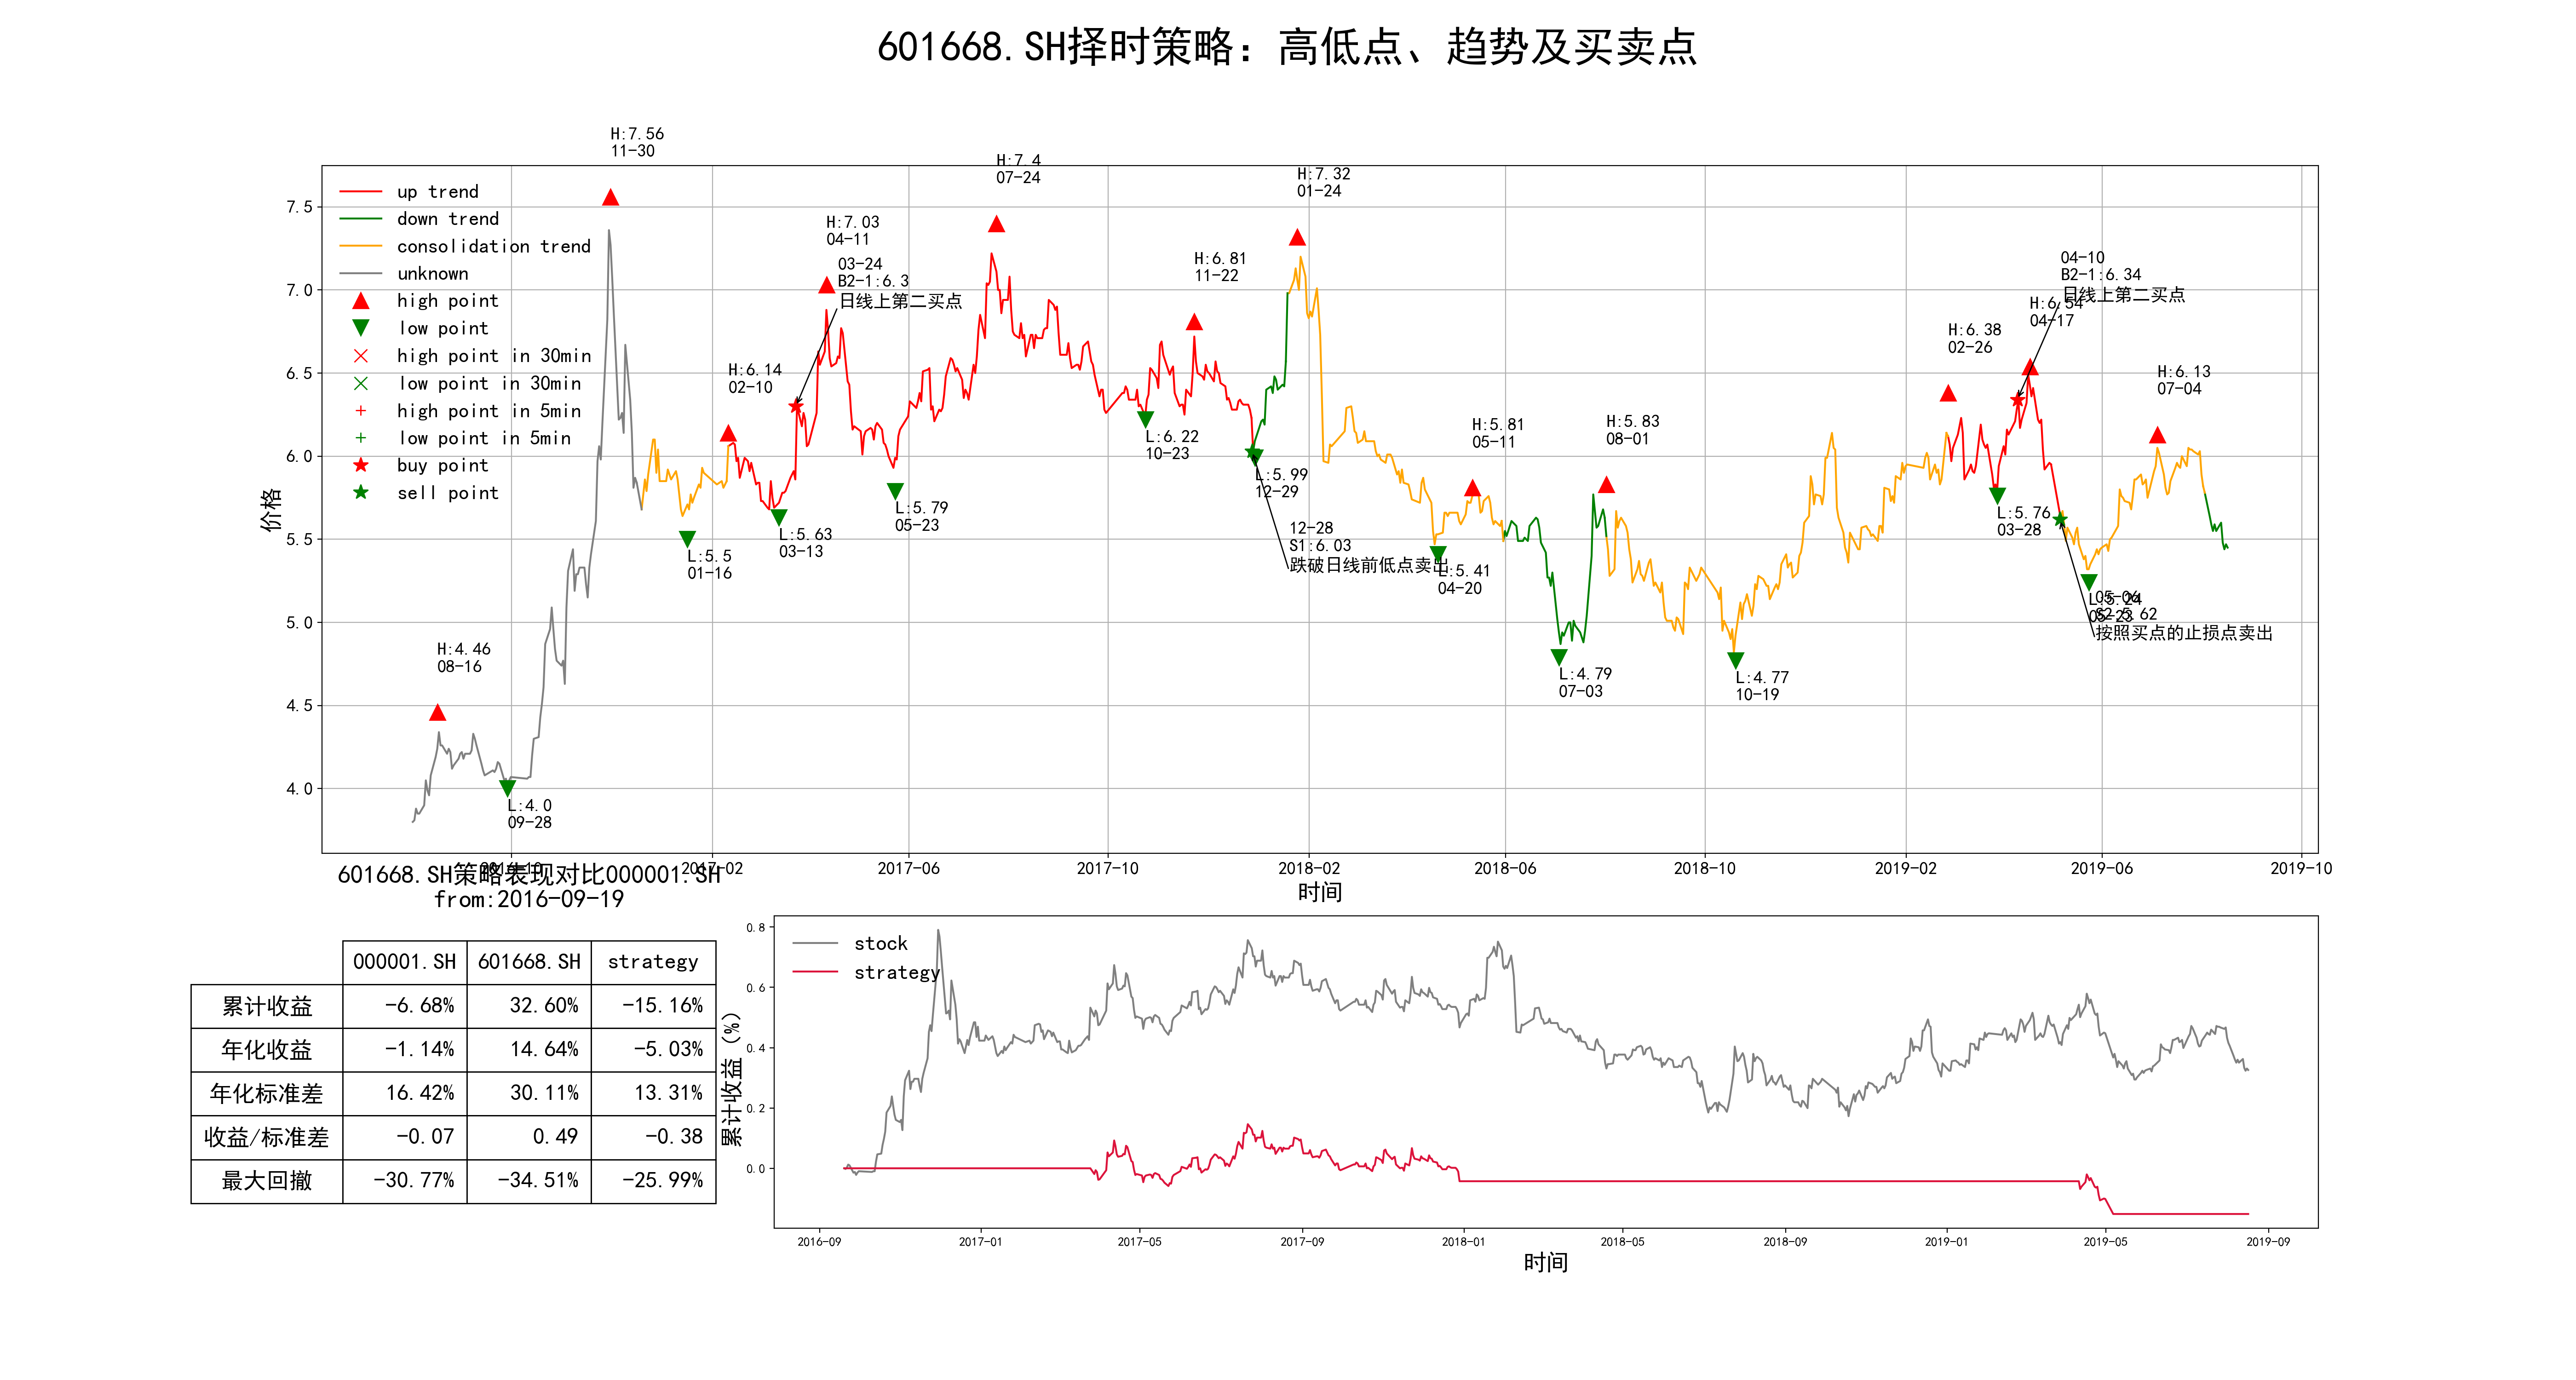 601668.SH择时策略：高低点、趋势及买卖点
H:7.56
11-30
H:7.4
07-24
H:7.32
01-24
up trend
down trend
consolidation trend
unknown
high point
low point
high point in 30min
low point in 30min
high point in 5min
low point in 5min
buy point
sell point
H:7.03
04-11
03-24
B2-1:6.3
日线上第二买点
H:6.81
11-22
04-10
B2-1:6.34
日线上第二买点
H:6.54
04-17
H:6.38
02-26
H:6.14
02-10
H:6.13
07-04
H:5.81
05-11
H:5.83
08-01
L:6.22
10-23
L:5.99
12-29
L:5.79
05-23
L:5.63
03-13
L:5.5
01-16
12-28
S1:6.03
跌破日线前低点卖出
L:5.41
04-20
L:5.76
03-28
L:5.24
05-23
05-06
S2:5.62
按照买点的止损点卖出
H:4.46
08-16
L:4.79
07-03
L:4.77
10-19
L:4.0
09-28
价格
7.5
7.0
6.5
6.0
5.5
5.0
4.5
4.0
2016-10
2017-02
2017-06
2017-10
2018-02
2018-06
2018-10
2019-02
2019-06
2019-10
时间
601668.SH策略表现对比000001.SH
from:2016-09-19
000001.SH 601668.SH strategy
累计收益 -6.68% 32.60% -15.16%
年化收益 -1.14% 14.64% -5.03%
年化标准差 16.42% 30.11% 13.31%
收益/标准差 -0.07 0.49 -0.38
最大回撤 -30.77% -34.51% -25.99%
累计收益（%）
0.8
0.6
0.4
0.2
0.0
stock
strategy
2016-09
2017-01
2017-05
2017-09
2018-01
2018-05
2018-09
2019-01
2019-05
2019-09
时间